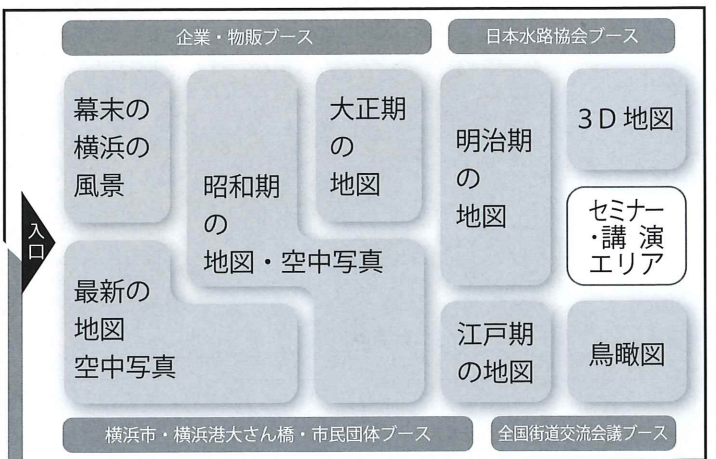 企業・物販ブース
日本水路協会ブース
幕末の
横浜の
風景
昭和期
の
地図・空中写真
大正期
の
地図
明治期
の
地図
3D地図
セミナー
・講演
エリア
入口
最新の
地図
空中写真
江戸期
の地図
鳥瞰図
横浜市・横浜港大さん橋・市民団体ブース
全国街道交流会議ブース